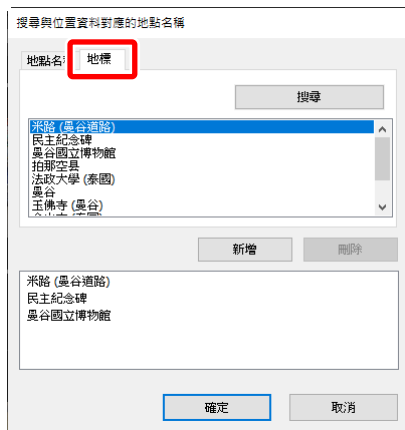 搜尋與位置資料對應的地點名稱
地點名 地標
搜尋
米路 (曼谷道路)
民主紀念碑
曼谷國立博物館
拍那空县
法政大學 (泰國)
曼谷
玉佛寺 (曼谷)
新增 刪除
米路 (曼谷道路)
民主紀念碑
曼谷國立博物館
確定 取消